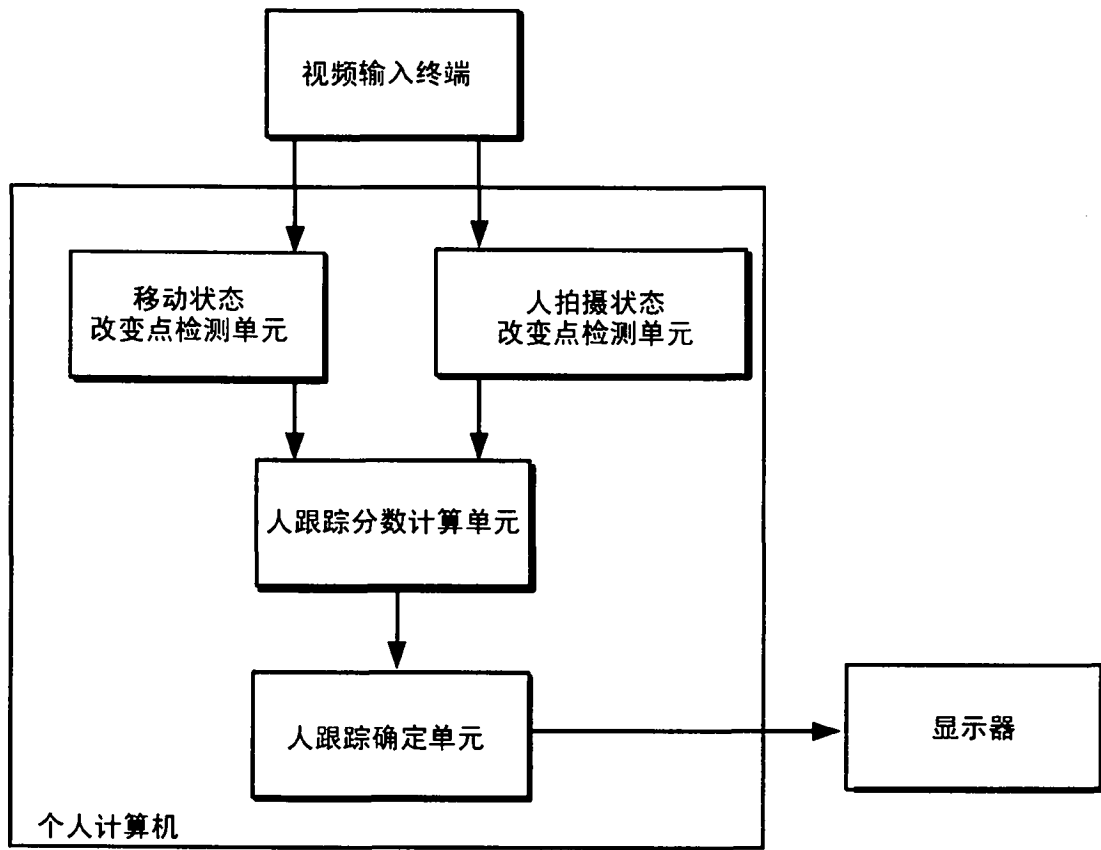 视频输入终端
移动状态
改变点检测单元
人拍摄状态
改变点检测单元
人跟踪分数计算单元
人跟踪确定单元
显示器
个人计算机